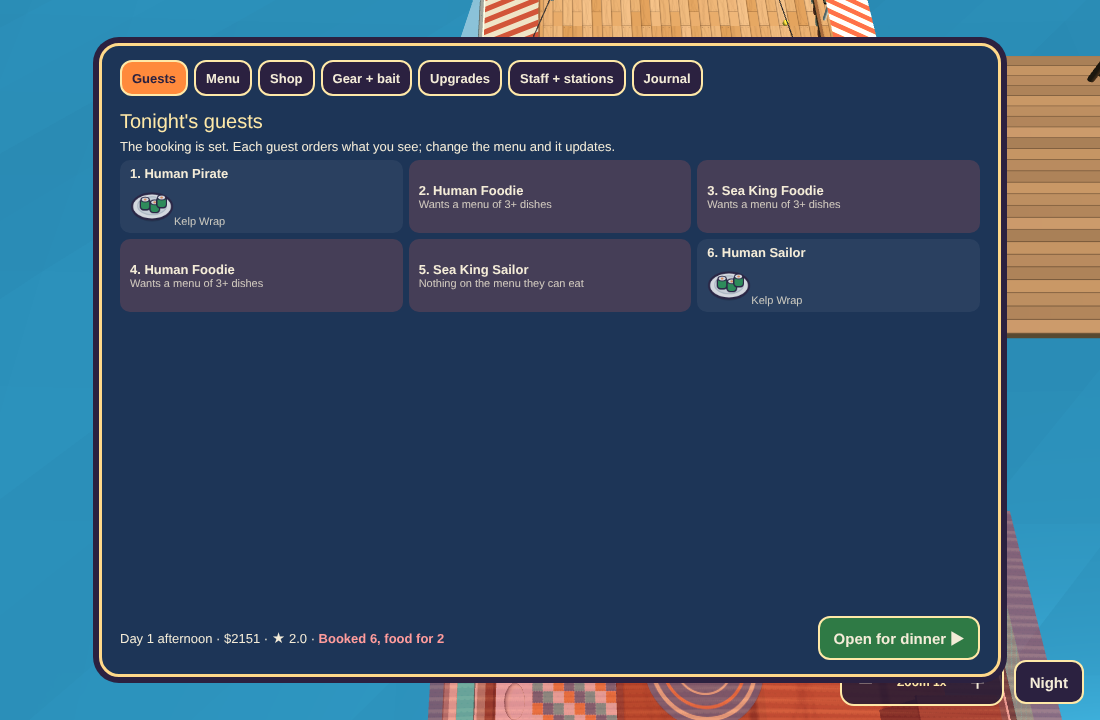 Guests
Menu
Shop
Gear + bait
Upgrades
Staff + stations
Journal
Tonight's guests
The booking is set. Each guest orders what you see; change the menu and it updates.
1. Human Pirate
Kelp Wrap
2. Human Foodie
Wants a menu of 3+ dishes
3. Sea King Foodie
Wants a menu of 3+ dishes
4. Human Foodie
Wants a menu of 3+ dishes
5. Sea King Sailor
Nothing on the menu they can eat
6. Human Sailor
Kelp Wrap
Day 1 afternoon · $2151 · ★ 2.0 · Booked 6, food for 2
Open for dinner ▶
Zoom 1x
Night